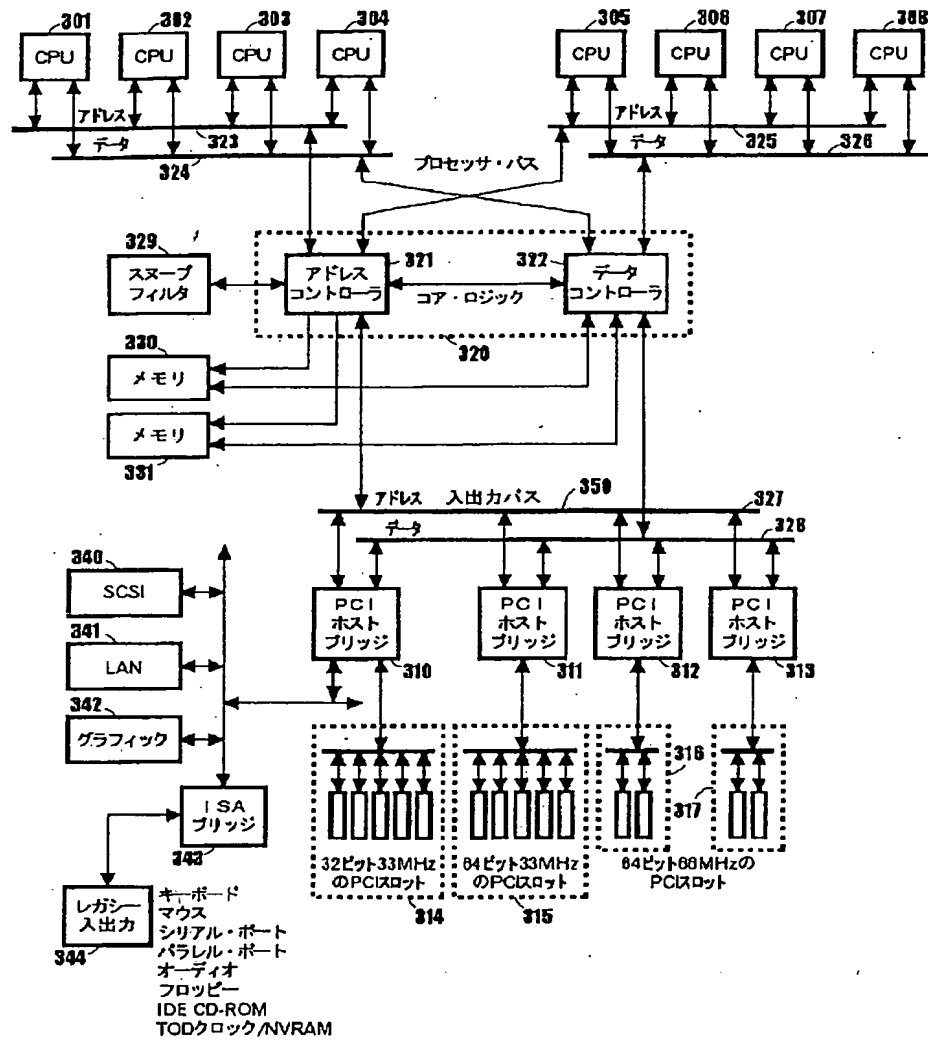 301 302 303 304 305 306 307 308
CPU CPU CPU CPU CPU CPU CPU CPU
アドレス 323 アドレス 325
データ 324 データ 326
プロセッサ・バス
329
スヌープ
フィルタ
321
アドレス
コントローラ
322
データ
コントローラ
コア・ロジック
320
330
メモリ
メモリ
331
アドレス 入出力バス 350 327
データ 328
340
SCSI
341
LAN
342
グラフィック
PCI
ホスト
ブリッジ
310
PCI
ホスト
ブリッジ
311
PCI
ホスト
ブリッジ
312
PCI
ホスト
ブリッジ
313
316
317
ISA
ブリッジ
343
32ビット33MHz
のPCIスロット
314
64ビット33MHz
のPCIスロット
315
64ビット66MHzの
PCIスロット
レガシー
入出力
344
キーボード
マウス
シリアル・ポート
パラレル・ポート
オーディオ
フロッピー
IDE CD-ROM
TODクロック/NVRAM